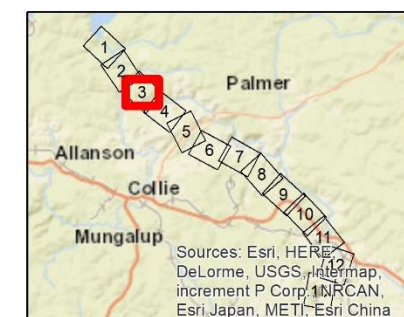 1
2
3
Palmer
4
5
6
7
Allanson
8
Collie
9
10
Mungalup
11
Sources: Esri, HERE,
12
DeLorme, USGS, Intermap,
increment P Corp., NRCAN,
Esri Japan, METI, Esri China